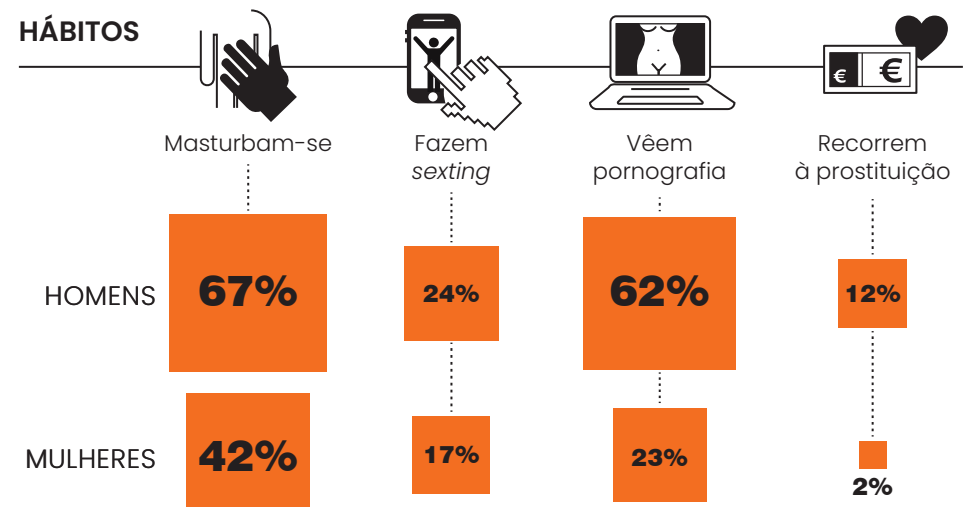 HÁBITOS
€ €
Masturbam-se
Fazem
sexting
Vêem
pornografia
Recorrem
à prostituição
HOMENS 67% 24% 62% 12%
MULHERES 42% 17% 23% 2%